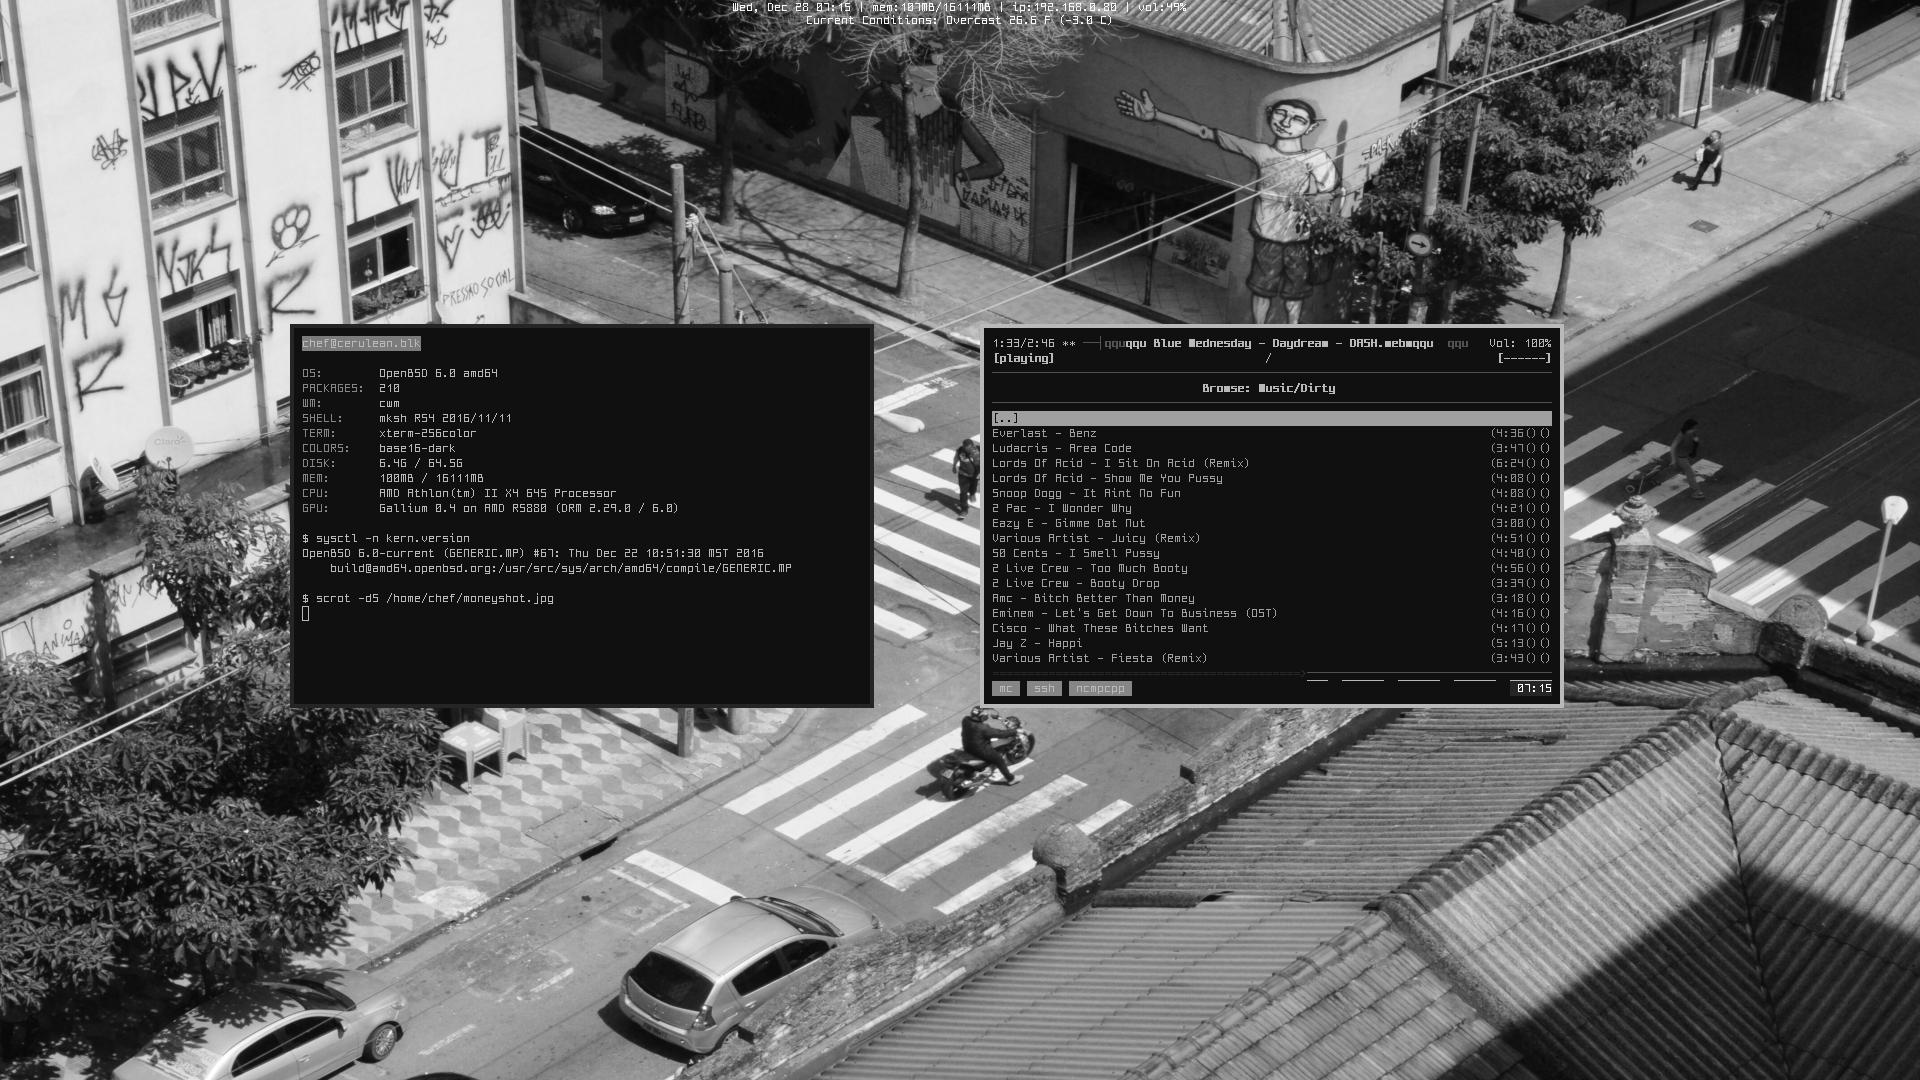 Wed, Dec 28 07:15 | mem:107MB/16111MB | ip:192.168.0.80 | vol:49%
Current Conditions: Overcast 26.6 F (-3.0 C)
PRESSÃO SOCIAL
Claro
ANIMAL
chef@cerulean.blk
OS: OpenBSD 6.0 amd64
PACKAGES: 210
WM: cwm
SHELL: mksh R54 2016/11/11
TERM: xterm-256color
COLORS: base16-dark
DISK: 6.4G / 64.5G
MEM: 100MB / 16111MB
CPU: AMD Athlon(tm) II X4 645 Processor
GPU: Gallium 0.4 on AMD RS880 (DRM 2.29.0 / 6.0)
$ sysctl -n kern.version
OpenBSD 6.0-current (GENERIC.MP) #67: Thu Dec 22 10:51:30 MST 2016
build@amd64.openbsd.org:/usr/src/sys/arch/amd64/compile/GENERIC.MP
$ scrot -d5 /home/chef/moneyshot.jpg
1:33/2:46 ** ──┤qquqqu Blue Wednesday - Daydream - DASH.webmqqu qqu Vol: 100%
[playing] / [------]
Browse: Music/Dirty
[..]
Everlast - Benz (4:36()()
Ludacris - Area Code (3:47()()
Lords Of Acid - I Sit On Acid (Remix) (6:24()()
Lords Of Acid - Show Me You Pussy (4:08()()
Snoop Dogg - It Aint No Fun (4:08()()
2 Pac - I Wonder Why (4:21()()
Eazy E - Gimme Dat Nut (3:00()()
Various Artist - Juicy (Remix) (4:51()()
50 Cents - I Smell Pussy (4:40()()
2 Live Crew - Too Much Booty (4:56()()
2 Live Crew - Booty Drop (3:39()()
Amc - Bitch Better Than Money (3:18()()
Eminem - Let's Get Down To Business (OST) (4:16()()
Cisco - What These Bitches Want (4:17()()
Jay Z - Happi (5:13()()
Various Artist - Fiesta (Remix) (3:43()()
mc ssh ncmpcpp 07:15